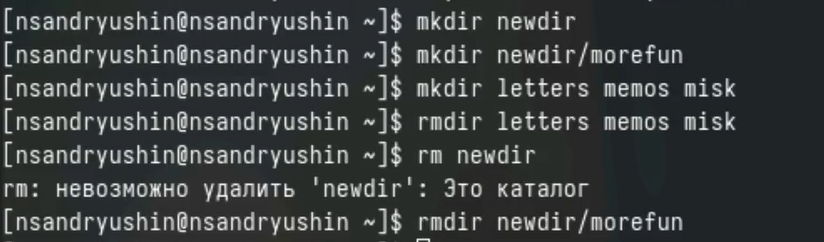 [nsandryushin@nsandryushin ~]$ mkdir newdir
[nsandryushin@nsandryushin ~]$ mkdir newdir/morefun
[nsandryushin@nsandryushin ~]$ mkdir letters memos misk
[nsandryushin@nsandryushin ~]$ rmdir letters memos misk
[nsandryushin@nsandryushin ~]$ rm newdir
rm: невозможно удалить 'newdir': Это каталог
[nsandryushin@nsandryushin ~]$ rmdir newdir/morefun